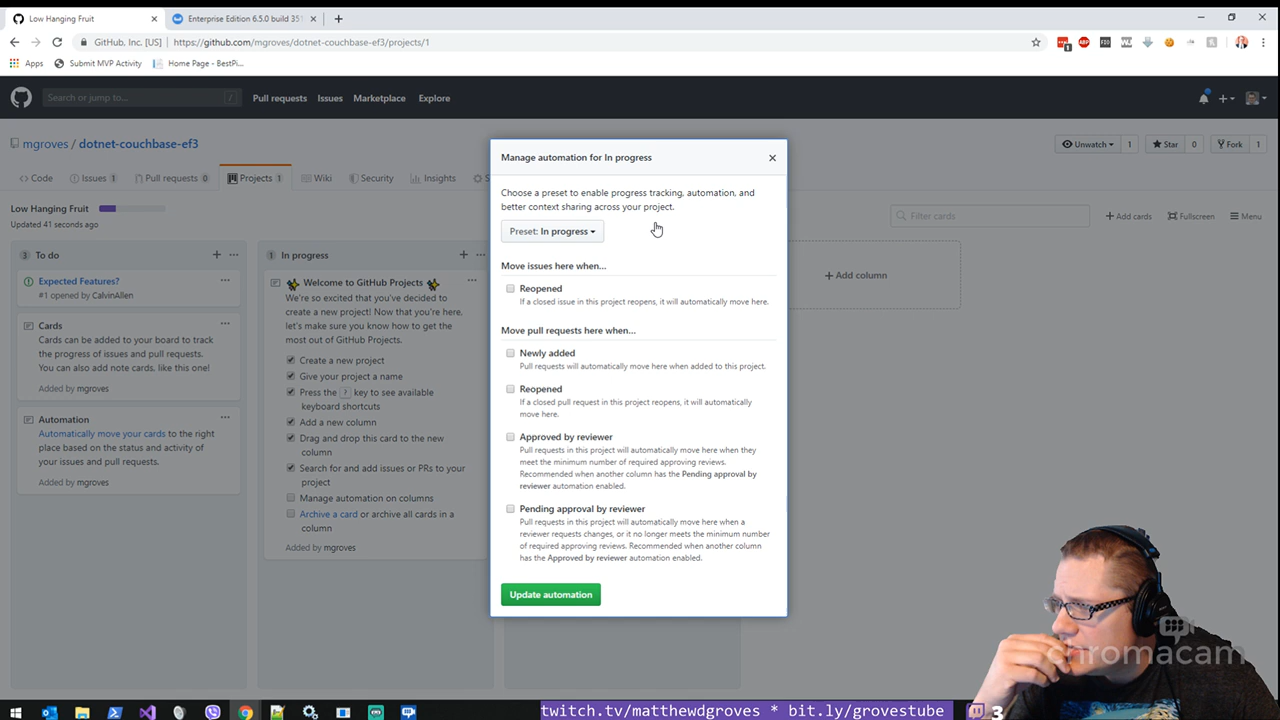 Low Hanging Fruit
Enterprise Edition 6.5.0 build 351
GitHub, Inc. [US]
https://github.com/mgroves/dotnet-couchbase-ef3/projects/1
Apps
Submit MVP Activity
Home Page - BestPi...
Search or jump to...
/
Pull requests
Issues
Marketplace
Explore
mgroves / dotnet-couchbase-ef3
Unwatch 1
Star 0
Fork 1
Code
Issues 1
Pull requests 0
Projects 1
Wiki
Security
Insights
Low Hanging Fruit
Updated 41 seconds ago
Filter cards
Add cards
Fullscreen
Menu
3 To do
Expected Features?
#1 opened by CalvinAllen
Cards
Cards can be added to your board to
track the progress of issues and pull requests.
You can also add note cards, like this one!
Added by mgroves
Automation
Automatically move your cards to the right
place based on the status and activity of
your issues and pull requests.
Added by mgroves
1 In progress
Welcome to GitHub Projects
We're so excited that you've decided to
create a new project! Now that you're here,
let's make sure you know how to get the
most out of GitHub Projects.
Create a new project
Give your project a name
Press the ? key to see available
keyboard shortcuts
Add a new column
Drag and drop this card to the new
column
Search for and add issues or PRs to your
project
Manage automation on columns
Archive a card or archive all cards in a
column
Added by mgroves
Manage automation for In progress
Choose a preset to enable progress tracking, automation, and
better context sharing across your project.
Preset: In progress
Move issues here when...
Reopened
If a closed issue in this project reopens, it will automatically move here.
Move pull requests here when...
Newly added
Pull requests will automatically move here when added to this project.
Reopened
If a closed pull request in this project reopens, it will automatically
move here.
Approved by reviewer
Pull requests in this project will automatically move here when they
meet the minimum number of required approving reviews.
Recommended when another column has the Pending approval by
reviewer automation enabled.
Pending approval by reviewer
Pull requests in this project will automatically move here when a
reviewer requests changes, or it no longer meets the minimum number
of required approving reviews. Recommended when another column
has the Approved by reviewer automation enabled.
Update automation
Add column
chromacam
twitch.tv/matthewdgroves * bit.ly/grovestube
3